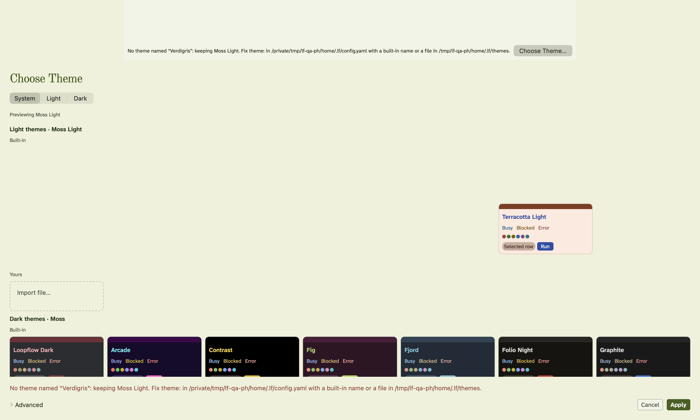 No theme named "Verdigris": keeping Moss Light. Fix theme: in /private/tmp/lf-qa-ph/home/.lf/config.yaml with a built-in name or a file in /tmp/lf-qa-ph/home/.lf/themes.
Choose Theme...
Choose Theme
System Light Dark
Previewing Moss Light
Light themes · Moss Light
Built-in
Terracotta Light
Busy Blocked Error
Selected row Run
Yours
Import file...
Dark themes · Moss
Built-in
Loopflow Dark Arcade Contrast Fig Fjord Folio Night Graphite
Busy Blocked Error Busy Blocked Error Busy Blocked Error Busy Blocked Error Busy Blocked Error Busy Blocked Error Busy Blocked Error
No theme named "Verdigris": keeping Moss Light. Fix theme: in /private/tmp/lf-qa-ph/home/.lf/config.yaml with a built-in name or a file in /tmp/lf-qa-ph/home/.lf/themes.
Advanced
Cancel Apply